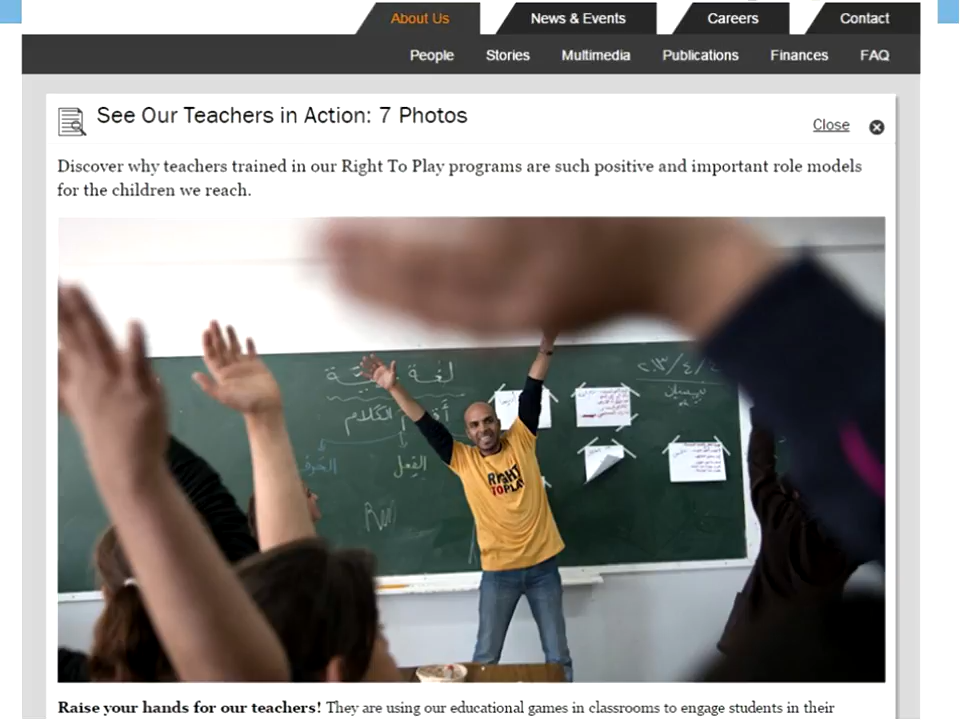 About Us News & Events Careers Contact
People Stories Multimedia Publications Finances FAQ
See Our Teachers in Action: 7 Photos
Close
Discover why teachers trained in our Right To Play programs are such positive and important role models
for the children we reach.
لغة
الكلام
الفعل
RIGHT
TO PLAY
Raise your hands for our teachers! They are using our educational games in classrooms to engage students in their